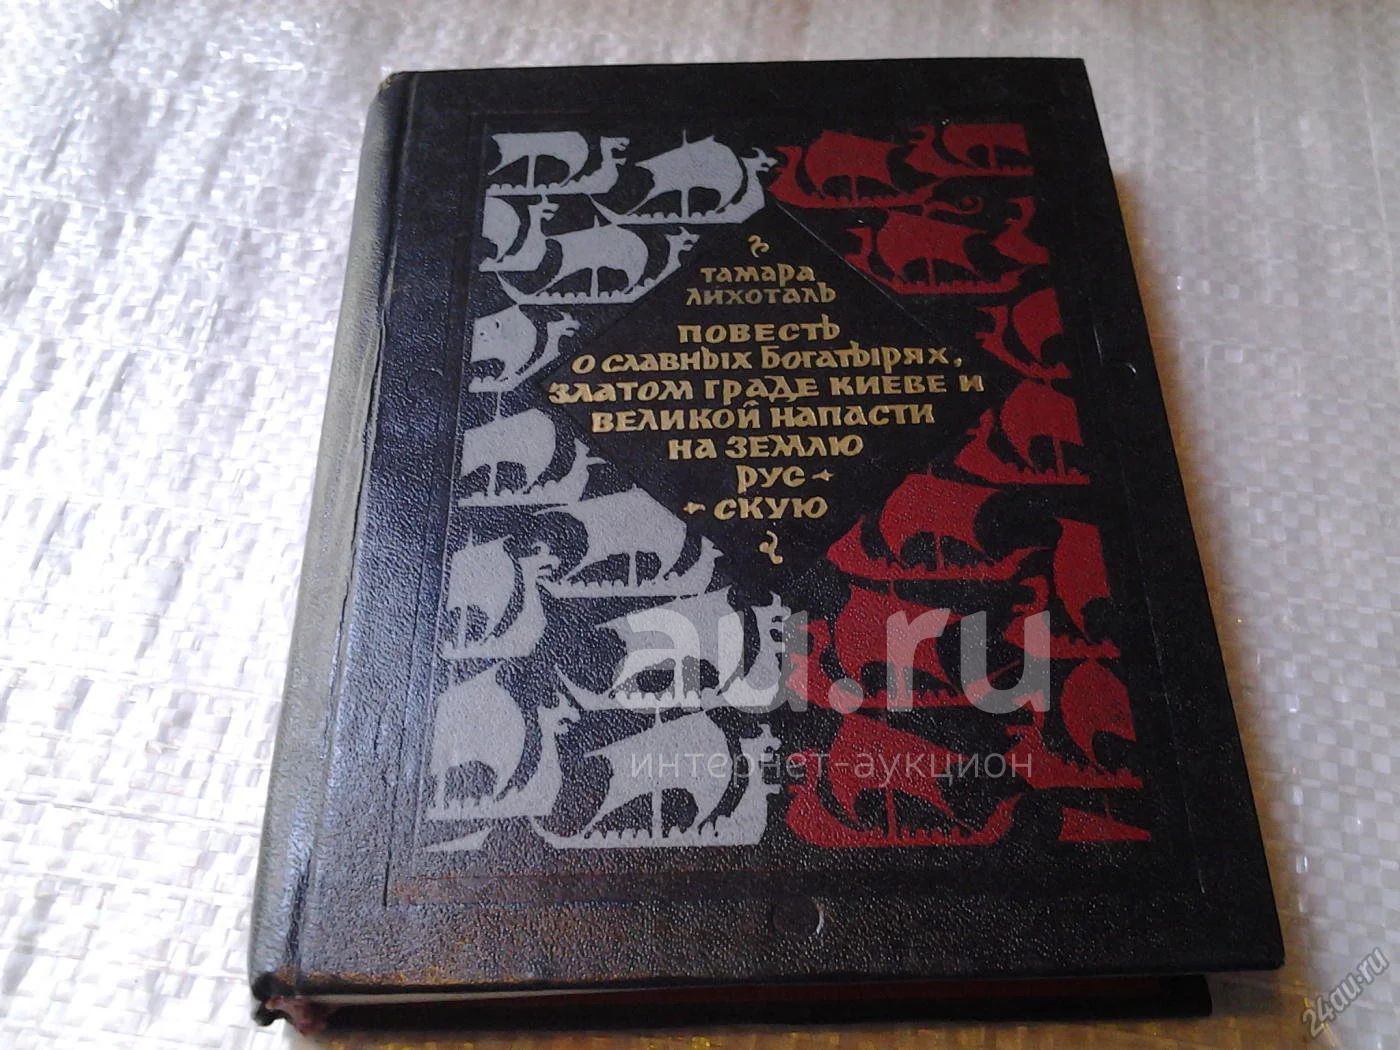 ТАМАРА
ЛИХОТАЛЬ
ПОВЕСТЬ
О СЛАВНЫХ БОГАТЫРЯХ,
ЗЛАТОМ ГРАДЕ КИЕВЕ И
ВЕЛИКОЙ НАПАСТИ
НА ЗЕМЛЮ
РУС-
-СКУЮ
au.ru
интернет-аукцион
24au.ru